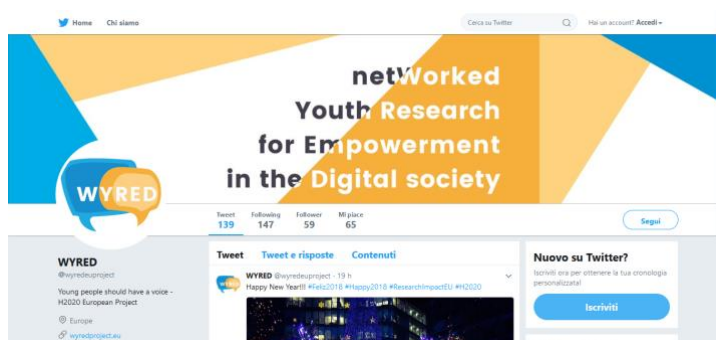 Home Chi siamo
Cerca su Twitter
Hai un account? Accedi
netWorked
Youth Research
for Empowerment
in the Digital society
WYRED
Tweet Following Follower Mi piace
139 147 59 65
Segui
WYRED
@wyredeuproject
Young people should have a voice -
H2020 European Project
Europe
wyredproject.eu
Tweet Tweet e risposte Contenuti
WYRED @wyredeuproject · 19 h
Happy New Year!!! #Feliz2018 #Happy2018 #ResearchImpactEU #H2020
Nuovo su Twitter?
Iscriviti ora per ottenere la tua cronologia
personalizzata!
Iscriviti